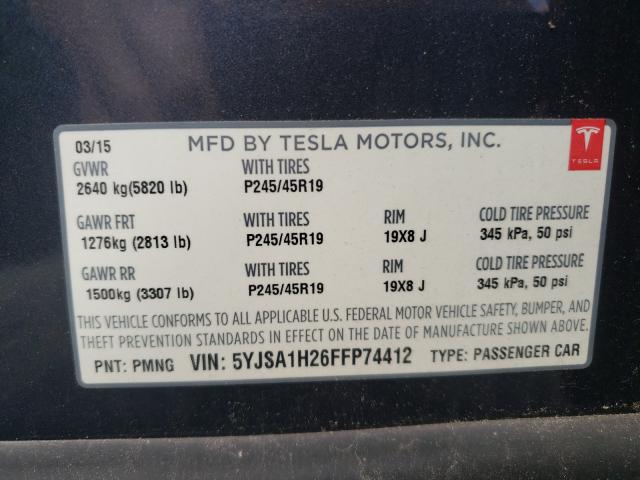 03/15 MFD BY TESLA MOTORS, INC.
TESLA
GVWR WITH TIRES
2640 kg(5820 lb) P245/45R19
GAWR FRT WITH TIRES RIM COLD TIRE PRESSURE
1276kg (2813 lb) P245/45R19 19X8 J 345 kPa, 50 psi
GAWR RR WITH TIRES RIM COLD TIRE PRESSURE
1500kg (3307 lb) P245/45R19 19X8 J 345 kPa, 50 psi
THIS VEHICLE CONFORMS TO ALL APPLICABLE U.S. FEDERAL MOTOR VEHICLE SAFETY, BUMPER, AND
THEFT PREVENTION STANDARDS IN EFFECT ON THE DATE OF MANUFACTURE SHOWN ABOVE.
PNT: PMNG VIN: 5YJSA1H26FFP74412 TYPE: PASSENGER CAR